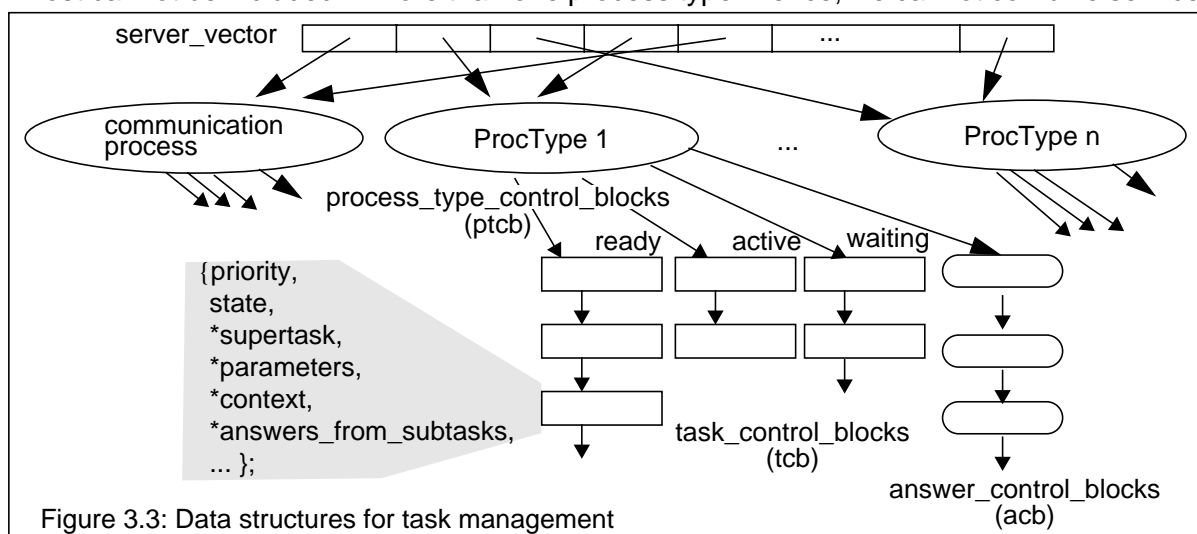 server_vector
...
communication
process
ProcType 1
...
ProcType n
process_type_control_blocks
(ptcb)
ready
active
waiting
{priority,
state,
*supertask,
*parameters,
*context,
*answers_from_subtasks,
... };
task_control_blocks
(tcb)
answer_control_blocks
(acb)
Figure 3.3: Data structures for task management